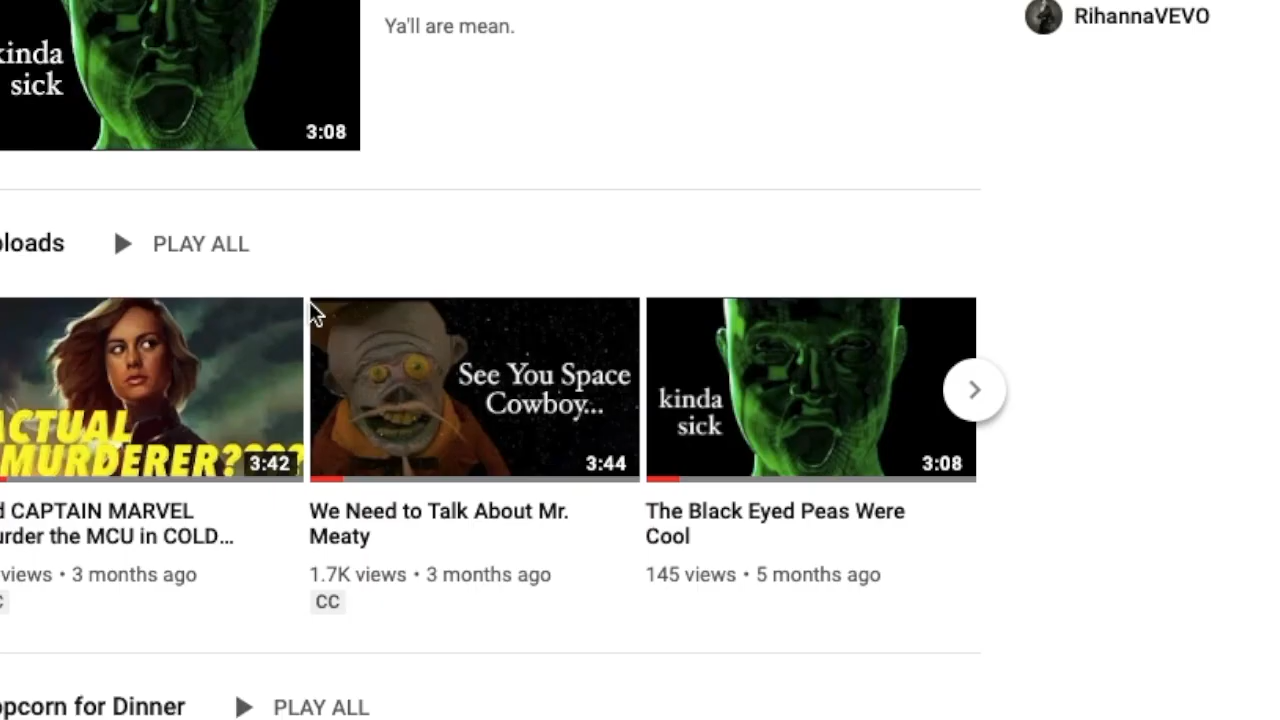 Ya'll are mean.
RihannaVEVO
kinda
sick
3:08
ploads
PLAY ALL
ACTUAL
MURDERER????
3:42
See You Space
Cowboy...
3:44
kinda
sick
3:08
d CAPTAIN MARVEL
urder the MCU in COLD...
views • 3 months ago
We Need to Talk About Mr.
Meaty
1.7K views • 3 months ago
CC
The Black Eyed Peas Were
Cool
145 views • 5 months ago
opcorn for Dinner
PLAY ALL